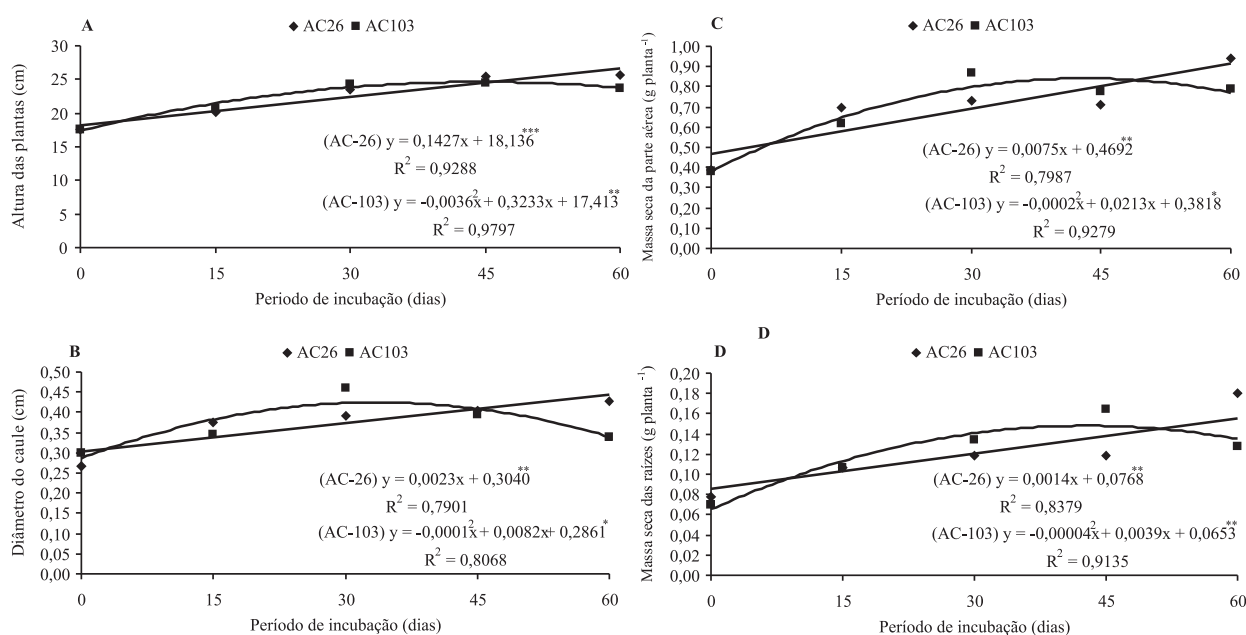 A
AC26 AC103
Altura das plantas (cm)
30
25
20
15
10
5
0
(AC-26) y = 0,1427x + 18,136***
R² = 0,9288
(AC-103) y = -0,0036x² + 0,3233x + 17,413**
R² = 0,9797
0 15 30 45 60
Período de incubação (dias)
C
AC26 AC103
Massa seca da parte aérea (g planta⁻¹)
1,00
0,90
0,80
0,70
0,60
0,50
0,40
0,30
0,20
0,10
0,00
(AC-26) y = 0,0075x + 0,4692**
R² = 0,7987
(AC-103) y = -0,0002x² + 0,0213x + 0,3818*
R² = 0,9279
0 15 30 45 60
Período de incubação (dias)
B
AC26 AC103
Diâmetro do caule (cm)
0,50
0,45
0,40
0,35
0,30
0,25
0,20
0,15
0,10
0,05
0,00
(AC-26) y = 0,0023x + 0,3040**
R² = 0,7901
(AC-103) y = -0,0001x² + 0,0082x + 0,2861*
R² = 0,8068
0 15 30 45 60
Período de incubação (dias)
D
D
AC26 AC103
Massa seca das raízes (g planta ⁻¹)
0,20
0,18
0,16
0,14
0,12
0,10
0,08
0,06
0,04
0,02
0,00
(AC-26) y = 0,0014x + 0,0768**
R² = 0,8379
(AC-103) y = -0,00004x² + 0,0039x + 0,0653**
R² = 0,9135
0 15 30 45 60
Período de incubação (dias)